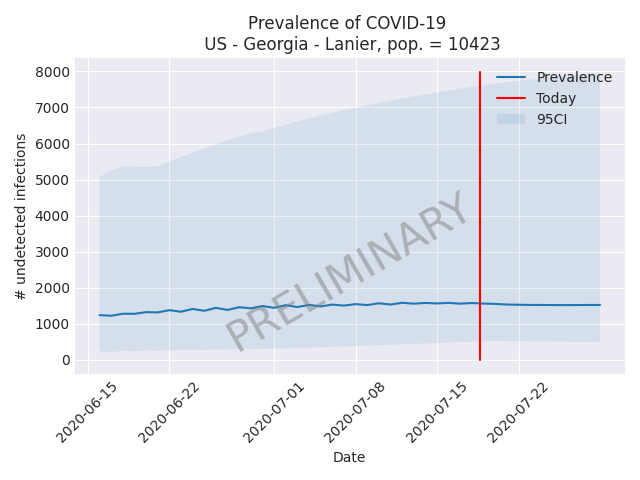 Prevalence of COVID-19
US - Georgia - Lanier, pop. = 10423
8000
7000
6000
5000
4000
3000
2000
1000
0
# undetected infections
Prevalence
Today
95CI
PRELIMINARY
2020-06-15
2020-06-22
2020-07-01
2020-07-08
2020-07-15
2020-07-22
Date